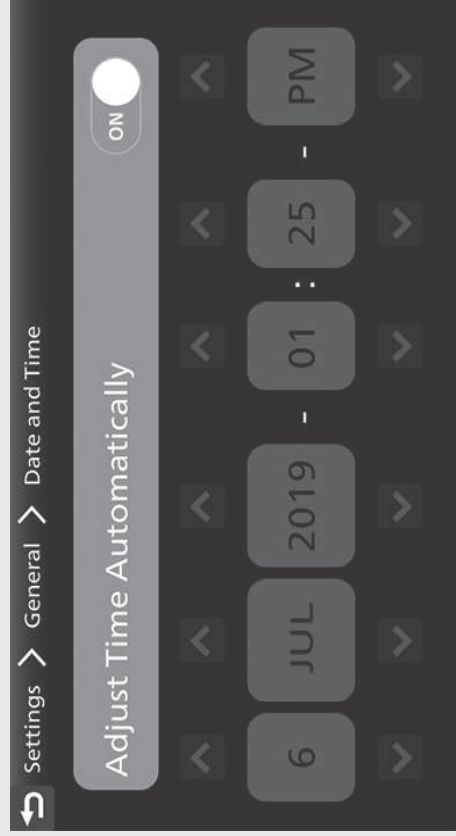 Settings > General > Date and Time
Adjust Time Automatically ON
6 JUL 2019 - 01 : 25 - PM